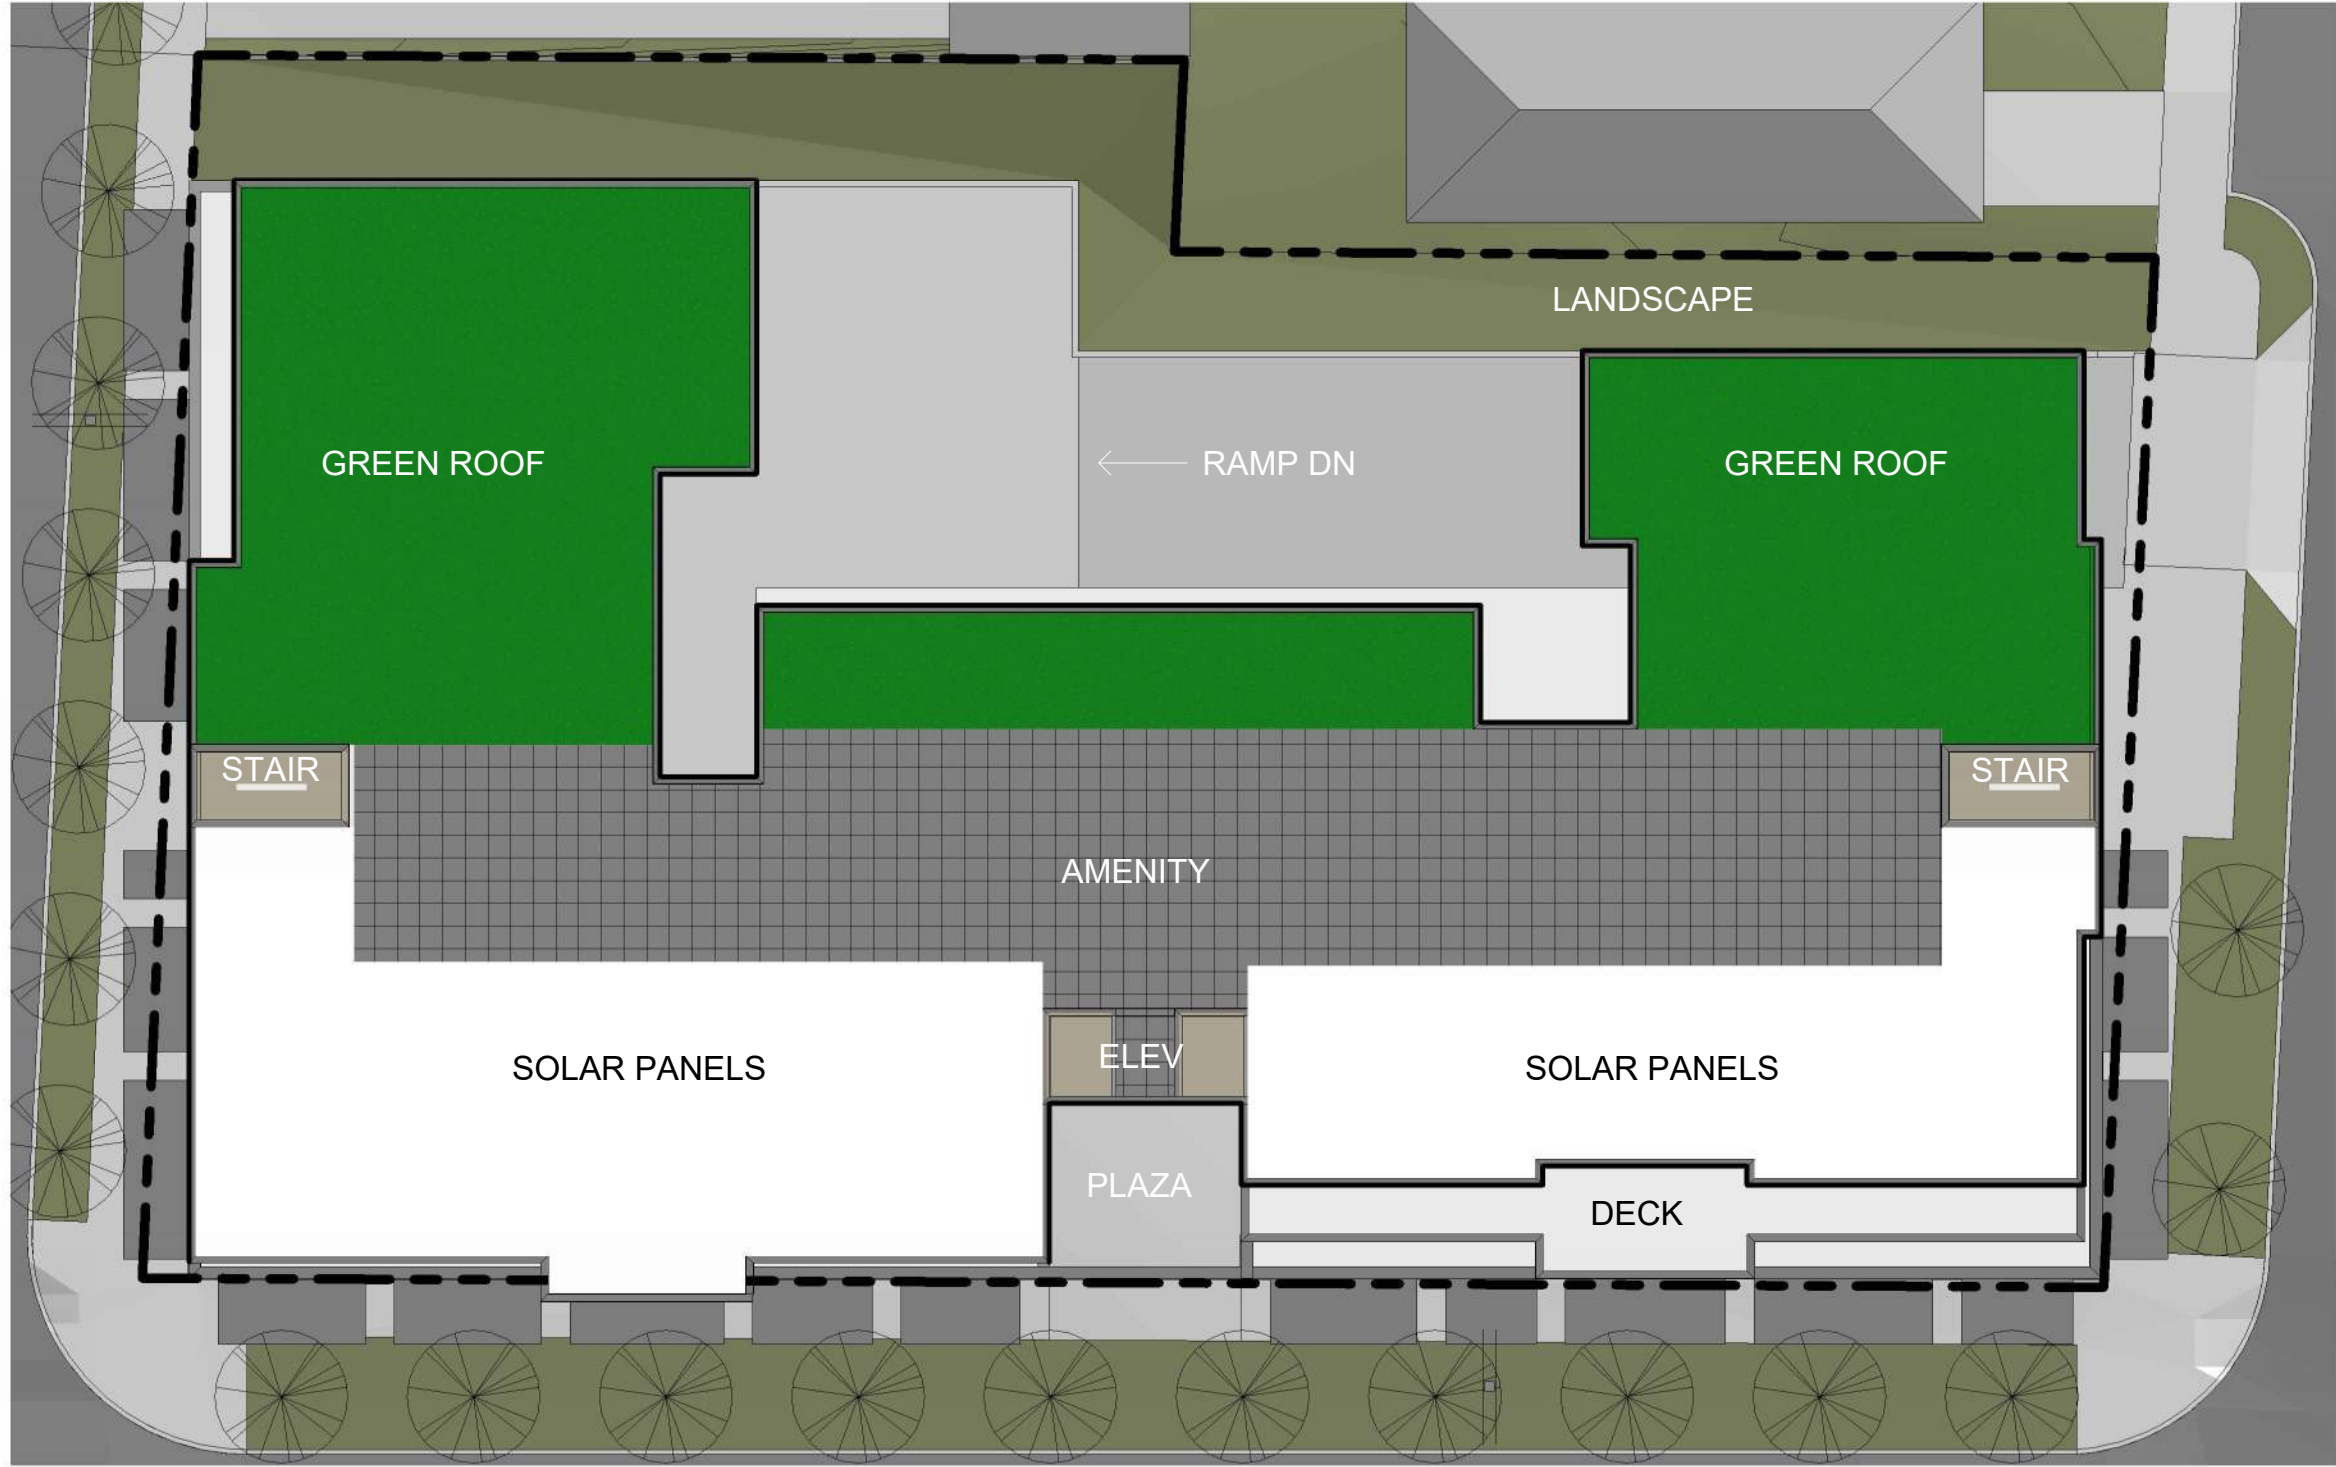 LANDSCAPE
GREEN ROOF
RAMP DN
GREEN ROOF
STAIR
STAIR
AMENITY
ELEV
SOLAR PANELS
SOLAR PANELS
PLAZA
DECK